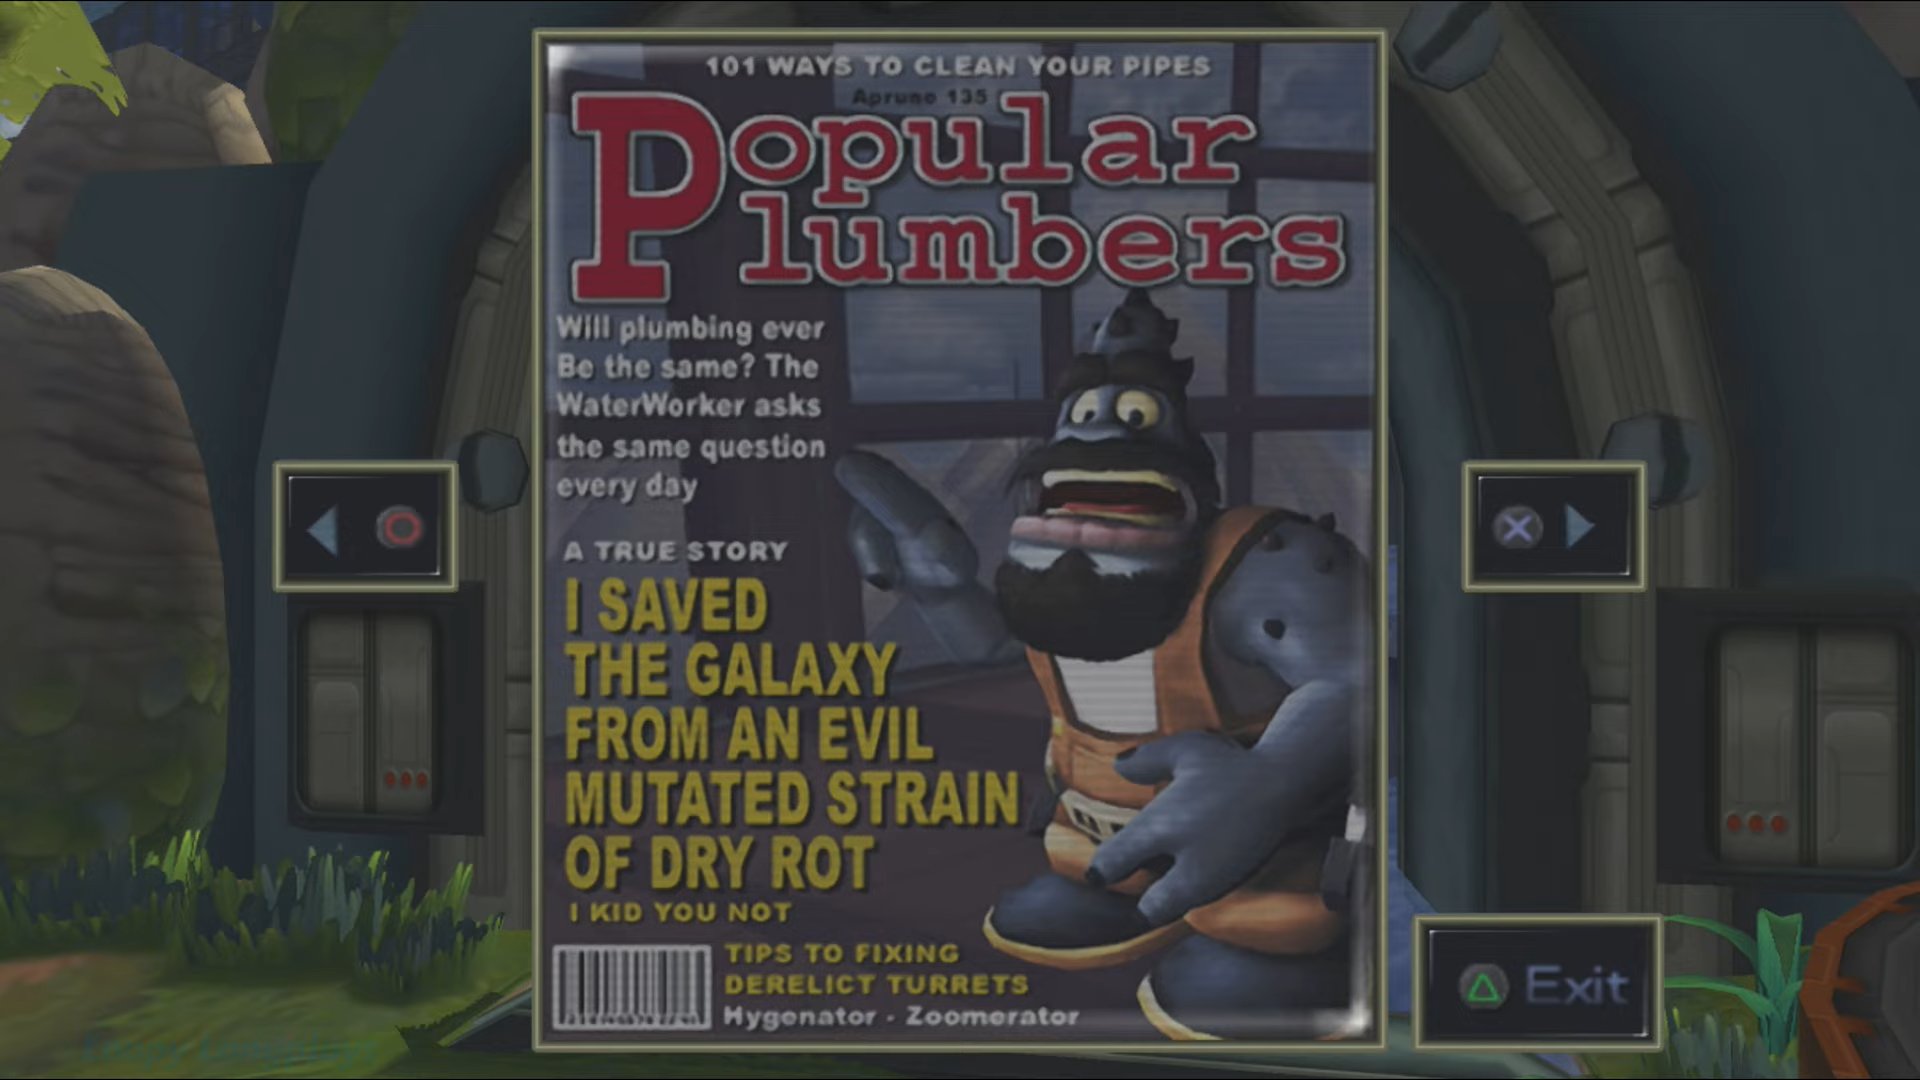 101 WAYS TO CLEAN YOUR PIPES
Apruno 135
Popular
Plumbers
Will plumbing ever
Be the same? The
WaterWorker asks
the same question
every day
A TRUE STORY
I SAVED
THE GALAXY
FROM AN EVIL
MUTATED STRAIN
OF DRY ROT
I KID YOU NOT
TIPS TO FIXING
DERELICT TURRETS
Hygenator - Zoomerator
Exit